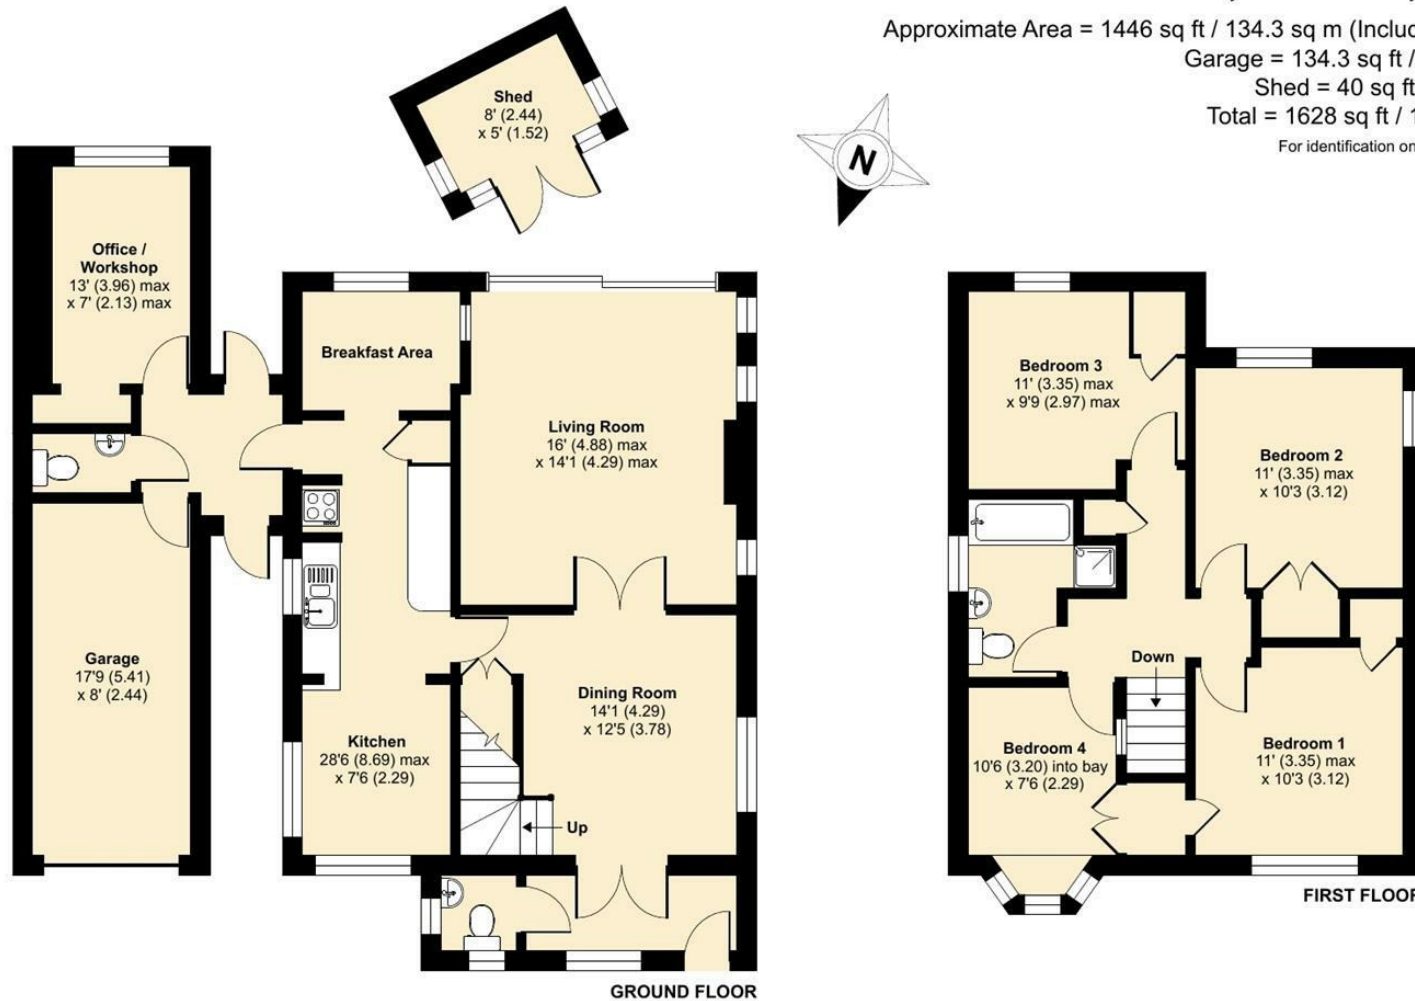 Approximate Area = 1446 sq ft / 134.3 sq m
Garage = 134.3 sq ft /
Shed = 40 sq ft
Total = 1628 sq ft /
For identification
N
Shed
8' (2.44)
x 5' (1.52)
Office /
Workshop
13' (3.96) max
x 7' (2.13) max
Breakfast Area
Living Room
16' (4.88) max
x 14'1 (4.29) max
Garage
17'9 (5.41)
x 8' (2.44)
Dining Room
14'1 (4.29)
x 12'5 (3.78)
Kitchen
28'6 (8.69) max
x 7'6 (2.29)
Up
GROUND FLOOR
Bedroom 3
11' (3.35) max
x 9'9 (2.97) max
Bedroom 2
11' (3.35) max
x 10'3 (3.12)
Down
Bedroom 4
10'6 (3.20) into bay
x 7'6 (2.29)
Bedroom 1
11' (3.35) max
x 10'3 (3.12)
FIRST FLOOR